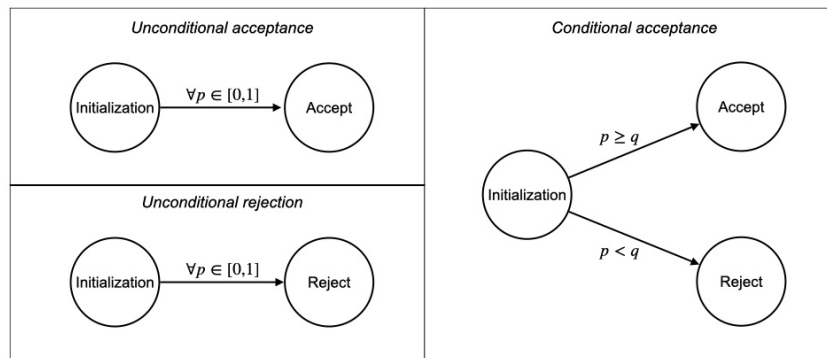 Unconditional acceptance
Initialization
∀p ∈ [0,1]
Accept
Unconditional rejection
Initialization
∀p ∈ [0,1]
Reject
Conditional acceptance
Initialization
p ≥ q
Accept
p < q
Reject